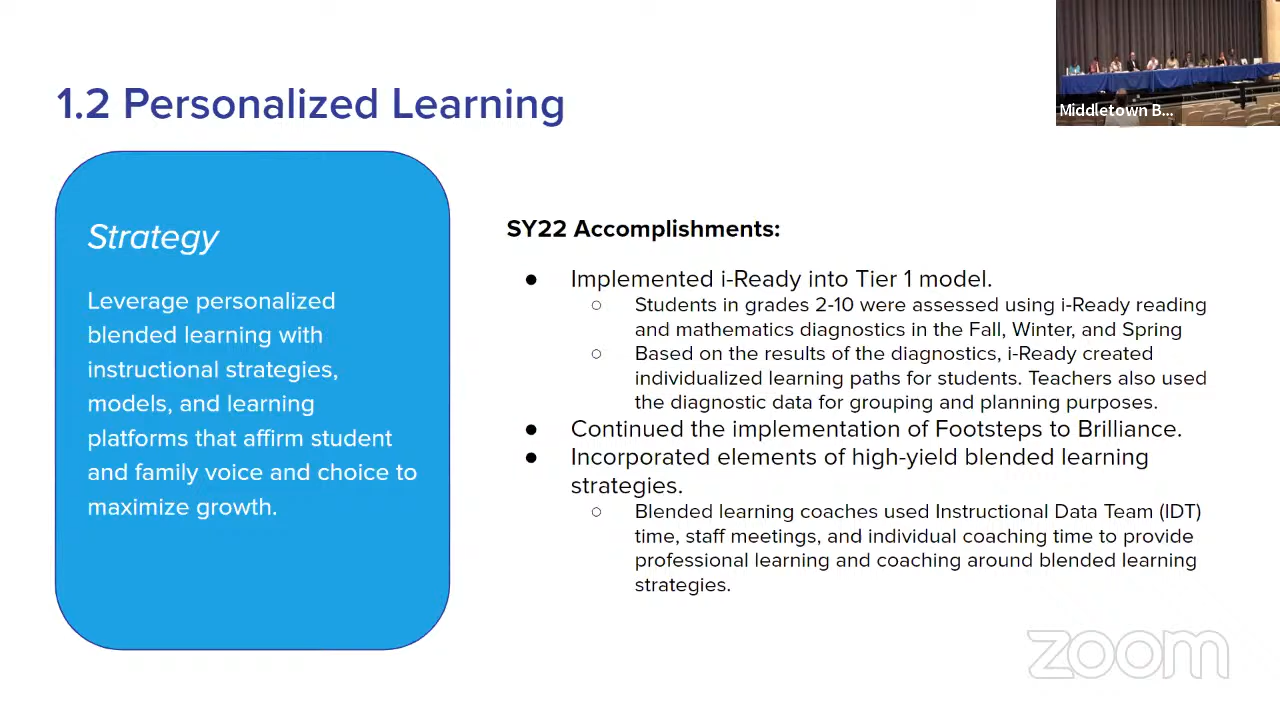 1.2 Personalized Learning
Middletown B...
Strategy
Leverage personalized
blended learning with
instructional strategies,
models, and learning
platforms that affirm student
and family voice and choice to
maximize growth.
SY22 Accomplishments:
● Implemented i-Ready into Tier 1 model.
○ Students in grades 2-10 were assessed using i-Ready reading
and mathematics diagnostics in the Fall, Winter, and Spring
○ Based on the results of the diagnostics, i-Ready created
individualized learning paths for students. Teachers also used
the diagnostic data for grouping and planning purposes.
● Continued the implementation of Footsteps to Brilliance.
● Incorporated elements of high-yield blended learning
strategies.
○ Blended learning coaches used Instructional Data Team (IDT)
time, staff meetings, and individual coaching time to provide
professional learning and coaching around blended learning
strategies.
zoom